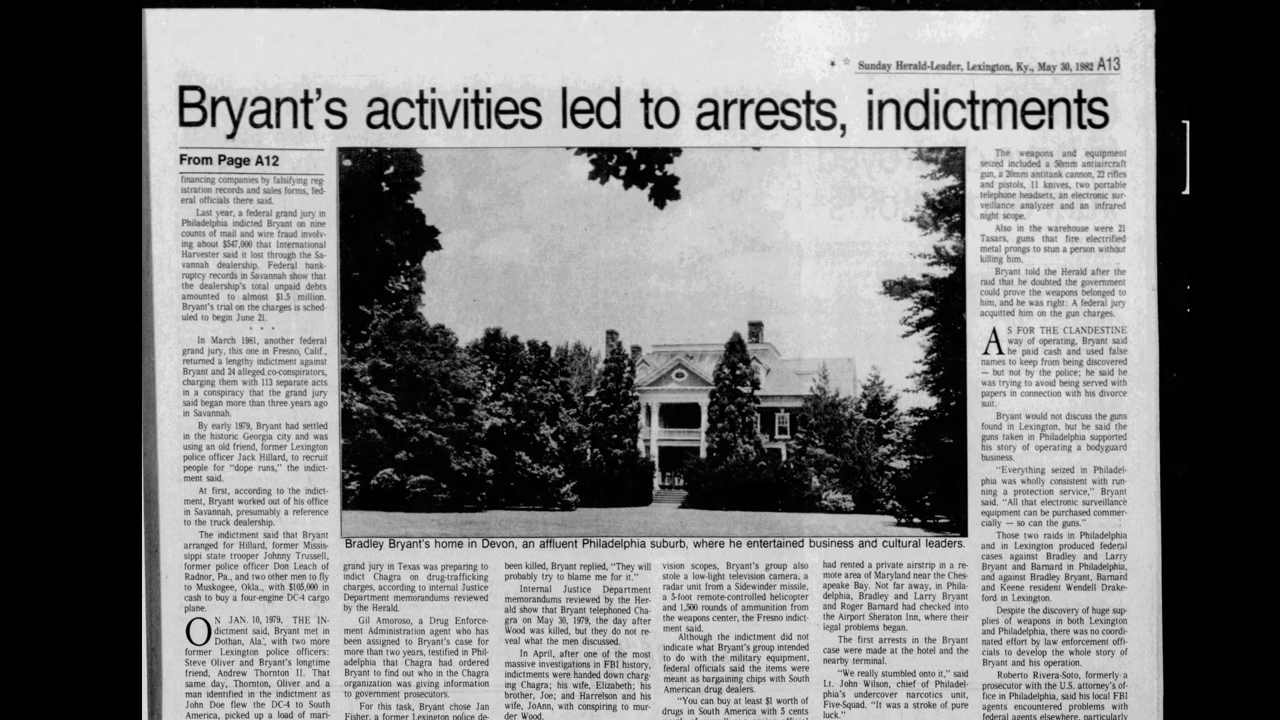 Sunday Herald-Leader, Lexington, Ky., May 30, 1982 A13
Bryant's activities led to arrests, indictments
From Page A12
financing companies by falsifying reg-
istration records and sales forms, fed-
eral officials there said.
Last year, a federal grand jury in
Philadelphia indicted Bryant on nine
counts of mail and wire fraud involv-
ing about $547,000 that International
Harvester said it lost through the Sa-
vannah dealership. Federal bank-
ruptcy records in Savannah show that
the dealership's total unpaid debts
amounted to almost $1.5 million.
Bryant's trial on the charges is sched-
uled to begin June 21.
* * *
In March 1981, another federal
grand jury, this one in Fresno, Calif.,
returned a lengthy indictment against
Bryant and 24 alleged co-conspirators,
charging them with 113 separate acts
in a conspiracy that the grand jury
said began more than three years ago
in Savannah.
By early 1979, Bryant had settled
in the historic Georgia city and was
using an old friend, former Lexington
police officer Jack Hillard, to recruit
people for "dope runs," the indict-
ment said.
At first, according to the indict-
ment, Bryant worked out of his office
in Savannah, presumably a reference
to the truck dealership.
The indictment said that Bryant
arranged for Hillard, former Missis-
sippi state trooper Johnny Trussell,
former police officer Don Leach of
Radnor, Pa., and two other men to fly
to Muskogee, Okla., with $105,000 in
cash to buy a four-engine DC-4 cargo
plane.
ON JAN. 10, 1979, THE IN-
dictment said, Bryant met in
Dothan, Ala., with two more
former Lexington police officers:
Steve Oliver and Bryant's longtime
friend, Andrew Thornton II. That
same day, Thornton, Oliver and a
man identified in the indictment as
John Doe flew the DC-4 to South
America, picked up a load of mari-
Bradley Bryant's home in Devon, an affluent Philadelphia suburb, where he entertained business and cultural leaders.
grand jury in Texas was preparing to
indict Chagra on drug-trafficking
charges, according to internal Justice
Department memorandums reviewed
by the Herald.
Gil Amoroso, a Drug Enforce-
ment Administration agent who has
been assigned to Bryant's case for
more than two years, testified in Phil-
adelphia that Chagra had ordered
Bryant to find out who in the Chagra
organization was giving information
to government prosecutors.
For this task, Bryant chose Jan
Fisher, a former Lexington police de-
been killed, Bryant replied, "They will
probably try to blame me for it."
Internal Justice Department
memorandums reviewed by the Her-
ald show that Bryant telephoned Cha-
gra on May 30, 1979, the day after
Wood was killed, but they do not re-
veal what the men discussed.
In April, after one of the most
massive investigations in FBI history,
indictments were handed down charg-
ing Chagra; his wife, Elizabeth; his
brother, Joe; and Harrelson and his
wife, JoAnn, with conspiring to mur-
der Wood.
vision scopes, Bryant's group also
stole a low-light television camera, a
radar unit from a Sidewinder missile,
a 5-foot remote-controlled helicopter
and 1,500 rounds of ammunition from
the weapons center, the Fresno indict-
ment said.
Although the indictment did not
indicate what Bryant's group intended
to do with the military equipment,
federal officials said the items were
meant as bargaining chips with South
American drug dealers.
"You can buy at least $1 worth of
drugs in South America with 5 cents
had rented a private airstrip in a re-
mote area of Maryland near the Ches-
apeake Bay. Not far away, in Phila-
delphia, Bradley and Larry Bryant
and Roger Barnard had checked into
the Airport Sheraton Inn, where their
legal problems began.
The first arrests in the Bryant
case were made at the hotel and the
nearby terminal.
"We really stumbled onto it," said
Lt. John Wilson, chief of Philadel-
phia's undercover narcotics unit,
Five-Squad. "It was a stroke of pure
luck."
The weapons and equipment
seized included a 50mm antiaircraft
gun, a 20mm antitank cannon, 22 rifles
and pistols, 11 knives, two portable
telephone headsets, an electronic sur-
veillance analyzer and an infrared
night scope.
Also in the warehouse were 21
Tasars, guns that fire electrified
metal prongs to stun a person without
killing him.
Bryant told the Herald after the
raid that he doubted the government
could prove the weapons belonged to
him, and he was right: A federal jury
acquitted him on the gun charges.
AS FOR THE CLANDESTINE
way of operating, Bryant said
he paid cash and used false
names to keep from being discovered
— but not by the police; he said he
was trying to avoid being served with
papers in connection with his divorce
suit.
Bryant would not discuss the guns
found in Lexington, but he said the
guns taken in Philadelphia supported
his story of operating a bodyguard
business.
"Everything seized in Philadel-
phia was wholly consistent with run-
ning a protection service," Bryant
said. "All that electronic surveillance
equipment can be purchased commer-
cially — so can the guns."
Those two raids in Philadelphia
and in Lexington produced federal
cases against Bradley and Larry
Bryant and Barnard in Philadelphia,
and against Bradley Bryant, Barnard
and Keene resident Wendell Drake-
ford in Lexington.
Despite the discovery of huge sup-
plies of weapons in both Lexington
and Philadelphia, there was no coordi-
nated effort by law enforcement offi-
cials to develop the whole story of
Bryant and his operation.
Roberto Rivera-Soto, formerly a
prosecutor with the U.S. attorney's of-
fice in Philadelphia, said his local FBI
agents encountered problems with
federal agents elsewhere, particularly